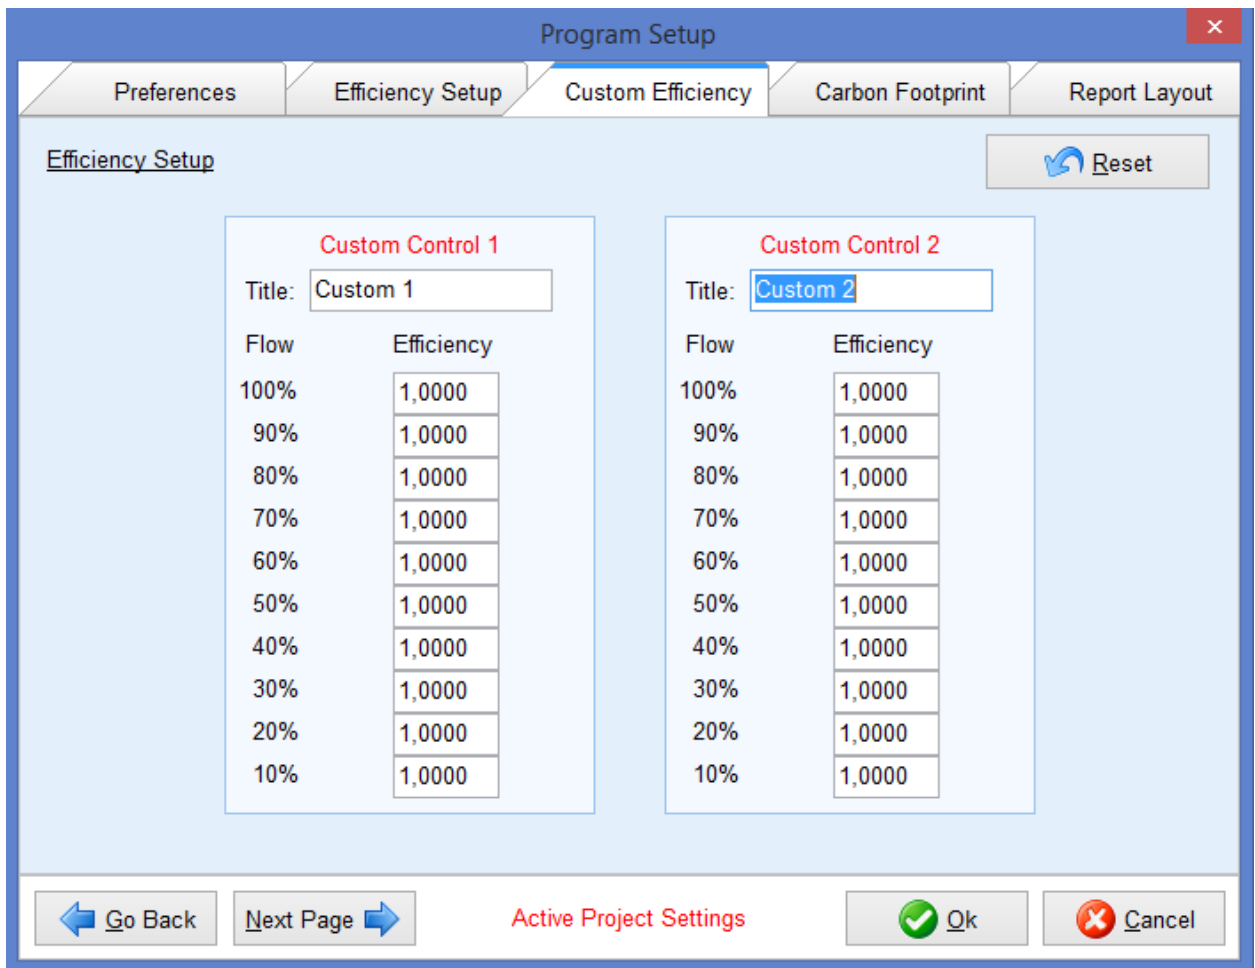 Program Setup
Preferences Efficiency Setup Custom Efficiency Carbon Footprint Report Layout
Efficiency Setup
Reset
Custom Control 1
Title: Custom 1
Flow Efficiency
100% 1,0000
90% 1,0000
80% 1,0000
70% 1,0000
60% 1,0000
50% 1,0000
40% 1,0000
30% 1,0000
20% 1,0000
10% 1,0000
Custom Control 2
Title: Custom 2
Flow Efficiency
100% 1,0000
90% 1,0000
80% 1,0000
70% 1,0000
60% 1,0000
50% 1,0000
40% 1,0000
30% 1,0000
20% 1,0000
10% 1,0000
Go Back Next Page Active Project Settings Ok Cancel